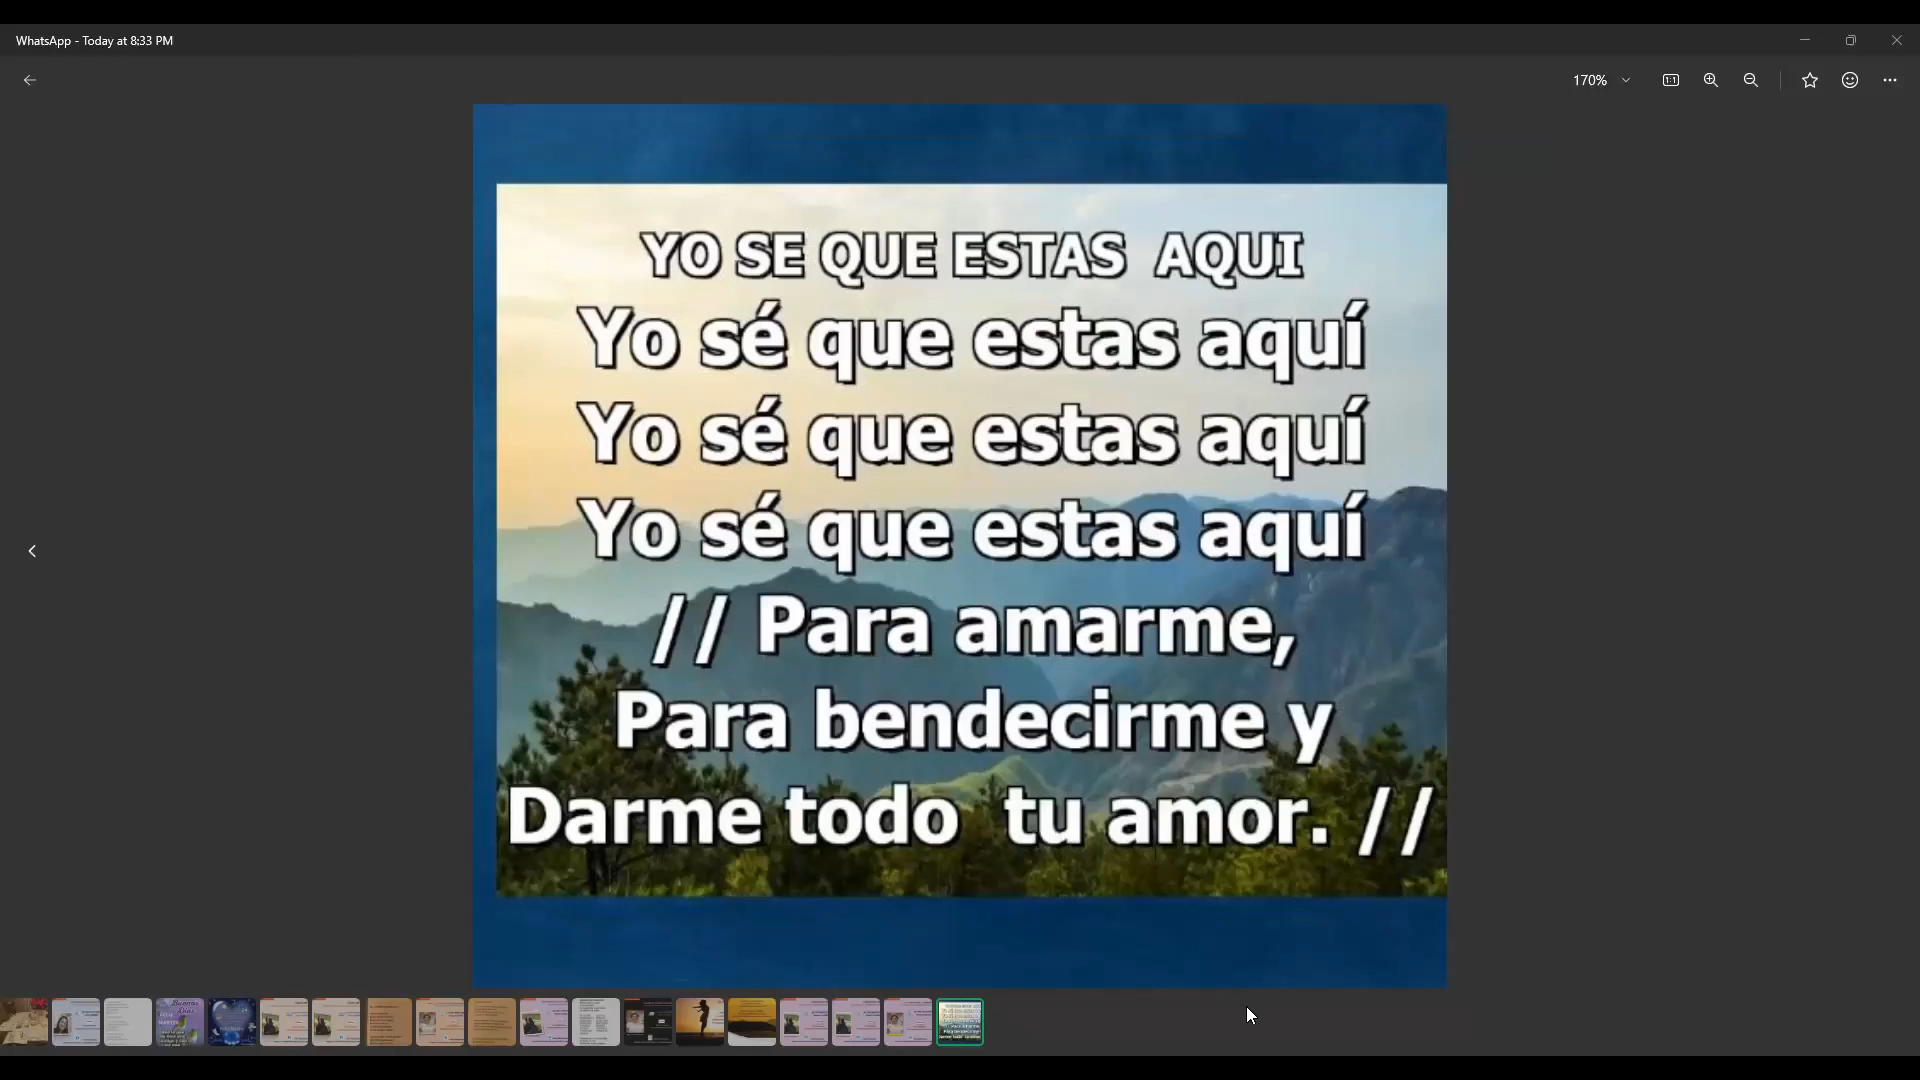 WhatsApp - Today at 8:33 PM
170%
YO SE QUE ESTAS  AQUI
Yo sé que estas aquí
Yo sé que estas aquí
Yo sé que estas aquí
// Para amarme,
Para bendecirme y
Darme todo  tu amor. //